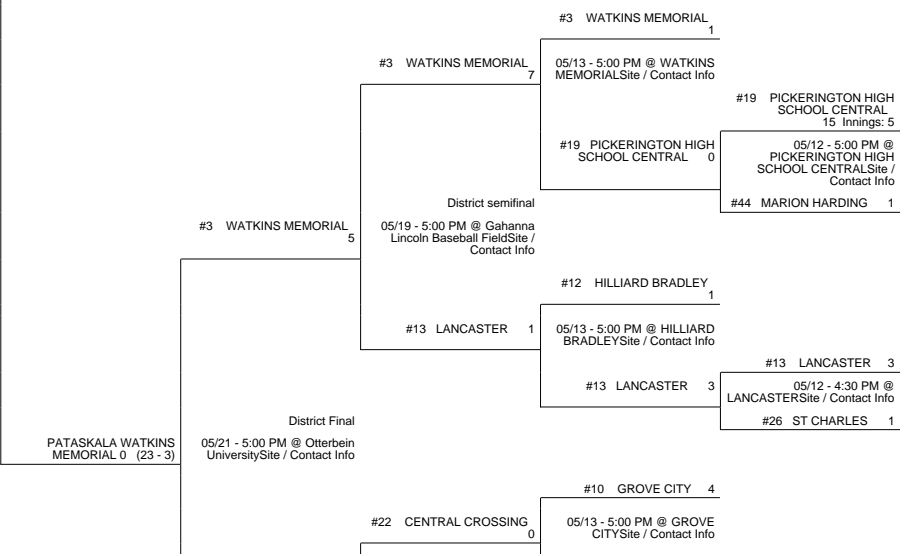 #3 WATKINS MEMORIAL
1
05/13 - 5:00 PM @ WATKINS
MEMORIALSite / Contact Info
#3 WATKINS MEMORIAL
7
#19 PICKERINGTON HIGH
SCHOOL CENTRAL
15 Innings: 5
05/12 - 5:00 PM @
PICKERINGTON HIGH
SCHOOL CENTRALSite /
Contact Info
#19 PICKERINGTON HIGH
SCHOOL CENTRAL 0
#44 MARION HARDING 1
District semifinal
05/19 - 5:00 PM @ Gahanna
Lincoln Baseball FieldSite /
Contact Info
#3 WATKINS MEMORIAL
5
#12 HILLIARD BRADLEY
1
05/13 - 5:00 PM @ HILLIARD
BRADLEYSite / Contact Info
#13 LANCASTER 1
#13 LANCASTER 3
05/12 - 4:30 PM @
LANCASTERSite / Contact Info
#13 LANCASTER 3
#26 ST CHARLES 1
District Final
05/21 - 5:00 PM @ Otterbein
UniversitySite / Contact Info
PATASKALA WATKINS
MEMORIAL 0 (23 - 3)
#10 GROVE CITY 4
05/13 - 5:00 PM @ GROVE
CITYSite / Contact Info
#22 CENTRAL CROSSING
0